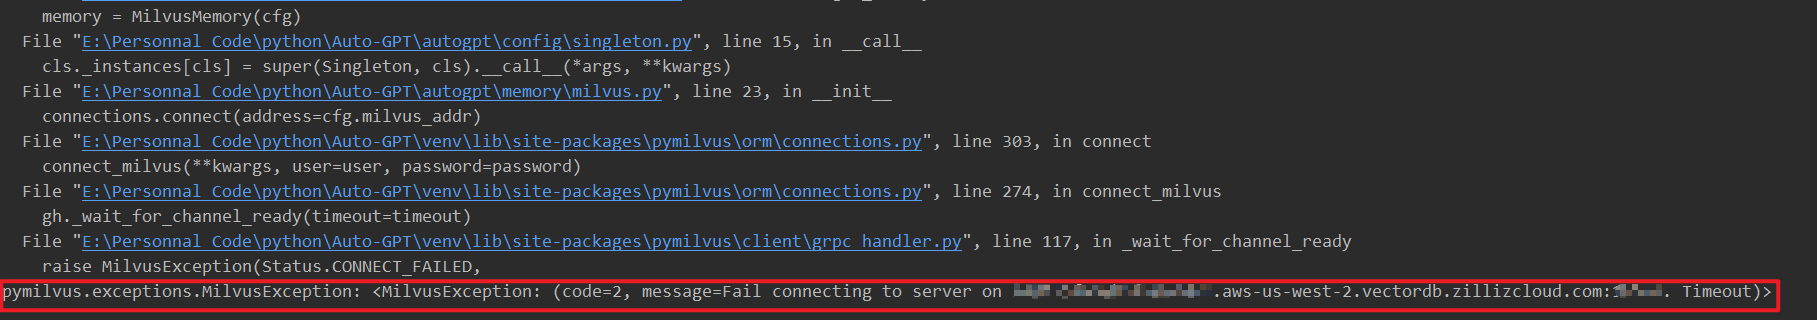 memory = MilvusMemory(cfg)
File "E:\Personnal Code\python\Auto-GPT\autogpt\config\singleton.py", line 15, in __call__
cls._instances[cls] = super(Singleton, cls).__call__(*args, **kwargs)
File "E:\Personnal Code\python\Auto-GPT\autogpt\memory\milvus.py", line 23, in __init__
connections.connect(address=cfg.milvus_addr)
File "E:\Personnal Code\python\Auto-GPT\venv\lib\site-packages\pymilvus\orm\connections.py", line 303, in connect
connect_milvus(**kwargs, user=user, password=password)
File "E:\Personnal Code\python\Auto-GPT\venv\lib\site-packages\pymilvus\orm\connections.py", line 274, in connect_milvus
gh._wait_for_channel_ready(timeout=timeout)
File "E:\Personnal Code\python\Auto-GPT\venv\lib\site-packages\pymilvus\client\grpc_handler.py", line 117, in _wait_for_channel_ready
raise MilvusException(Status.CONNECT_FAILED,
pymilvus.exceptions.MilvusException: <MilvusException: (code=2, message=Fail connecting to server on .aws-us-west-2.vectordb.zillizcloud.com: . Timeout)>